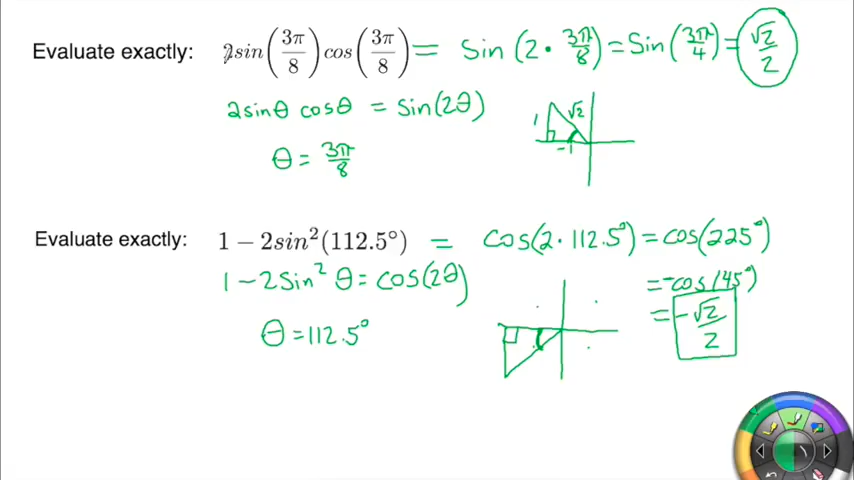 Evaluate exactly: 2sin(3π/8)cos(3π/8) = Sin(2 · 3π/8) = Sin(3π/4) = √2/2
2sinθ cosθ = Sin(2θ)
1 √2
-1
θ = 3π/8
Evaluate exactly: 1 − 2sin²(112.5°) = cos(2 · 112.5°) = cos(225°)
1 − 2Sin² θ = cos(2θ)
= -cos(45°)
θ = 112.5°
= -√2/2